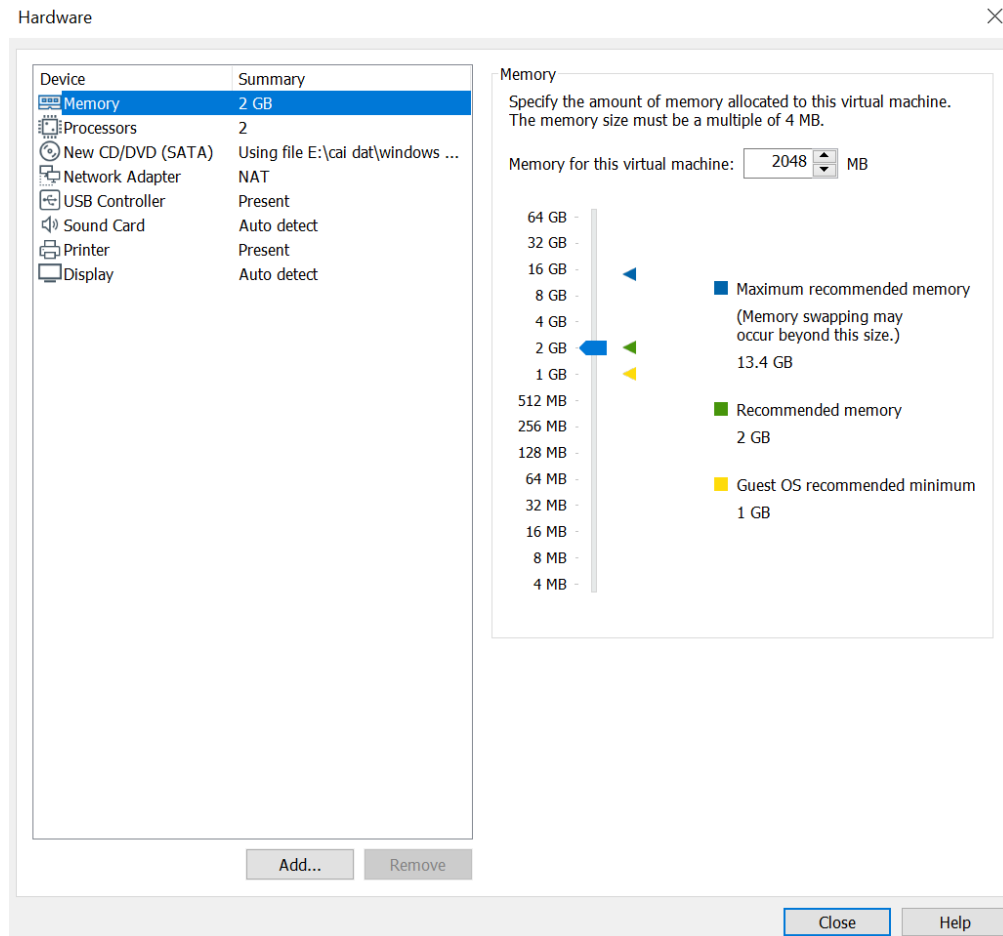 Hardware
Device Summary
Memory 2 GB
Processors 2
New CD/DVD (SATA) Using file E:\cai dat\windows ...
Network Adapter NAT
USB Controller Present
Sound Card Auto detect
Printer Present
Display Auto detect
Add...
Remove
Memory
Specify the amount of memory allocated to this virtual machine.
The memory size must be a multiple of 4 MB.
Memory for this virtual machine: 2048 MB
64 GB
32 GB
16 GB
8 GB
4 GB
2 GB
1 GB
512 MB
256 MB
128 MB
64 MB
32 MB
16 MB
8 MB
4 MB
Maximum recommended memory
(Memory swapping may
occur beyond this size.)
13.4 GB
Recommended memory
2 GB
Guest OS recommended minimum
1 GB
Close
Help